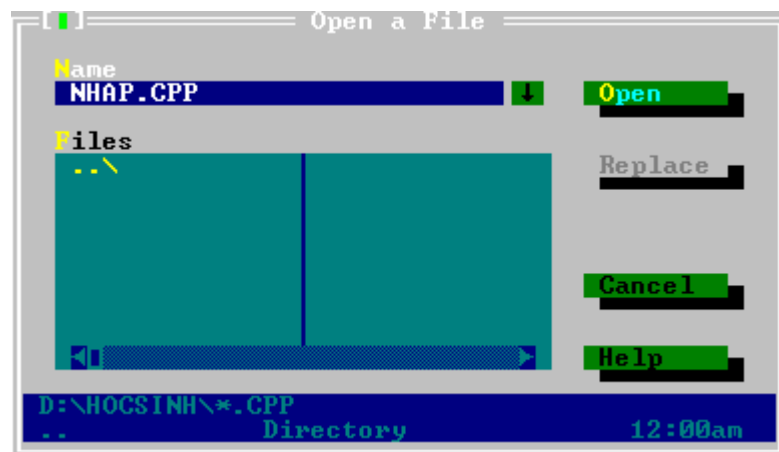 [■] Open a File
Name
NHAP.CPP ↓
Open
Files
..\
Replace
Cancel
Help
D:\HOCSINH\*.CPP
.. Directory 12:00am